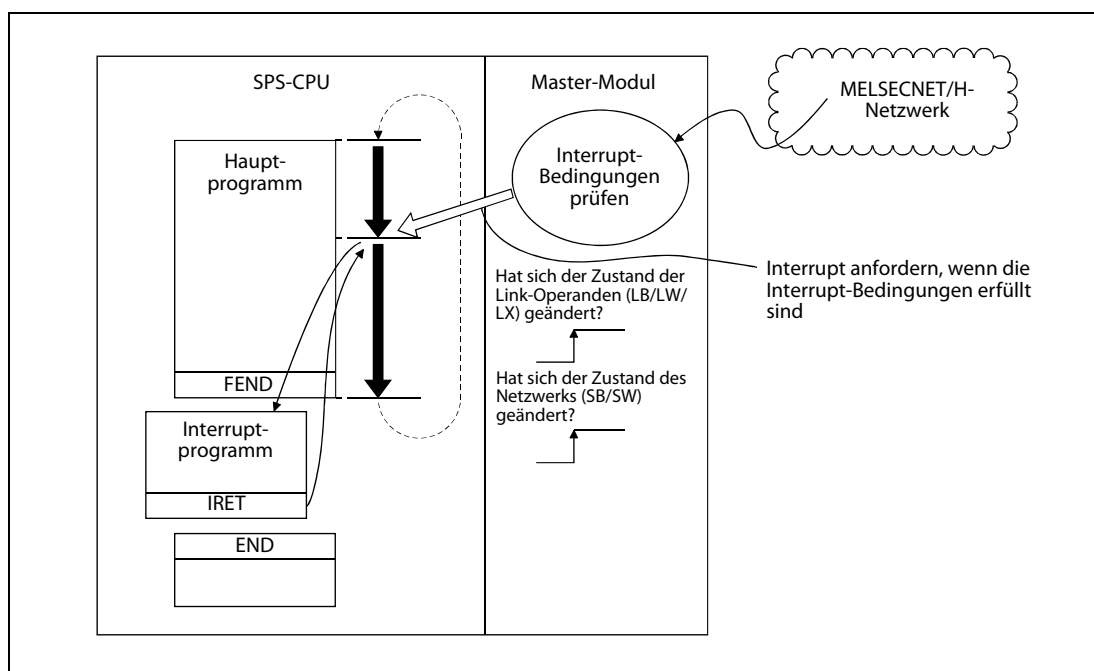 SPS-CPU
Master-Modul
MELSECNET/H-
Netzwerk
Haupt-
programm
Interrupt-
Bedingungen
prüfen
Interrupt anfordern, wenn die
Interrupt-Bedingungen erfüllt
sind
Hat sich der Zustand der
Link-Operanden (LB/LW/
LX) geändert?
FEND
Hat sich der Zustand des
Netzwerks (SB/SW)
geändert?
Interrupt-
programm
IRET
END